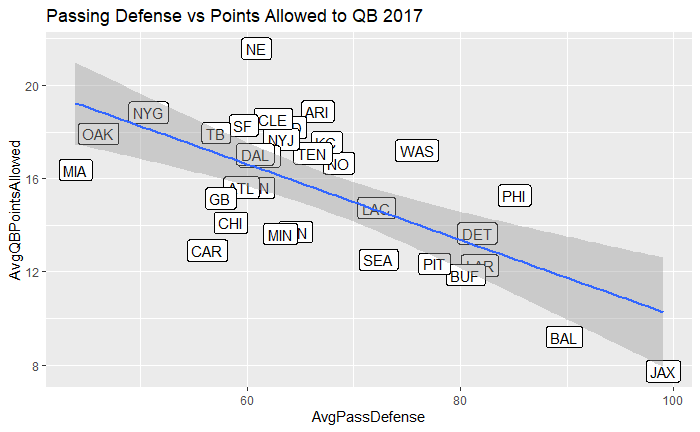 Passing Defense vs Points Allowed to QB 2017
NE
20
ARI
NYG
CLE
SF
OAK
TB
NYJ
WAS
DAL
TEN
NO
MIA
16
ATL
PHI
GB
LAC
CHI
MIN
DET
CAR
SEA
PIT
LAR
12
BUF
BAL
8
JAX
60
80
100
AvgPassDefense
AvgQBPointsAllowed